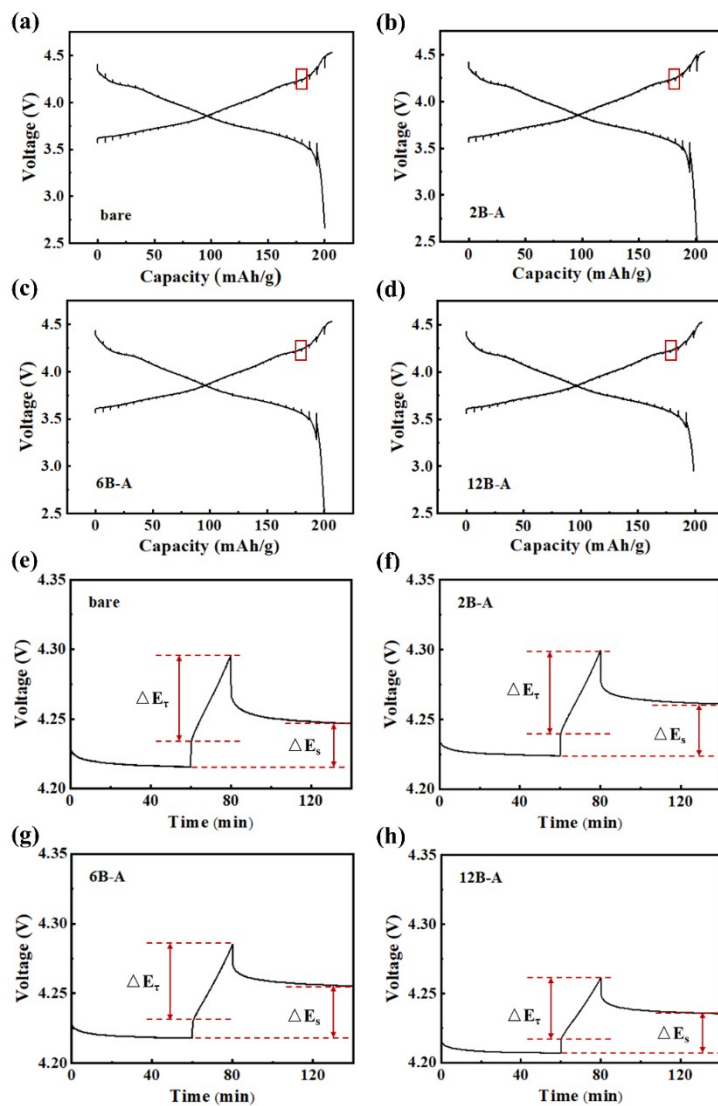 (a)
4.5
4.0
3.5
3.0
2.5
Voltage (V)
bare
0 50 100 150 200
Capacity (mAh/g)
(b)
4.5
4.0
3.5
3.0
2.5
Voltage (V)
2B-A
0 50 100 150 200
Capacity (mAh/g)
(c)
4.5
4.0
3.5
3.0
2.5
Voltage (V)
6B-A
0 50 100 150 200
Capacity (mAh/g)
(d)
4.5
4.0
3.5
3.0
2.5
Voltage (V)
12B-A
0 50 100 150 200
Capacity (mAh/g)
(e)
4.35
4.30
4.25
4.20
Voltage (V)
bare
△Eτ
△Es
0 40 80 120
Time (min)
(f)
4.35
4.30
4.25
4.20
Voltage (V)
2B-A
△Eτ
△Es
0 40 80 120
Time (min)
(g)
4.35
4.30
4.25
4.20
Voltage (V)
6B-A
△Eτ
△Es
0 40 80 120
Time (min)
(h)
4.35
4.30
4.25
4.20
Voltage (V)
12B-A
△Eτ
△Es
0 40 80 120
Time (min)